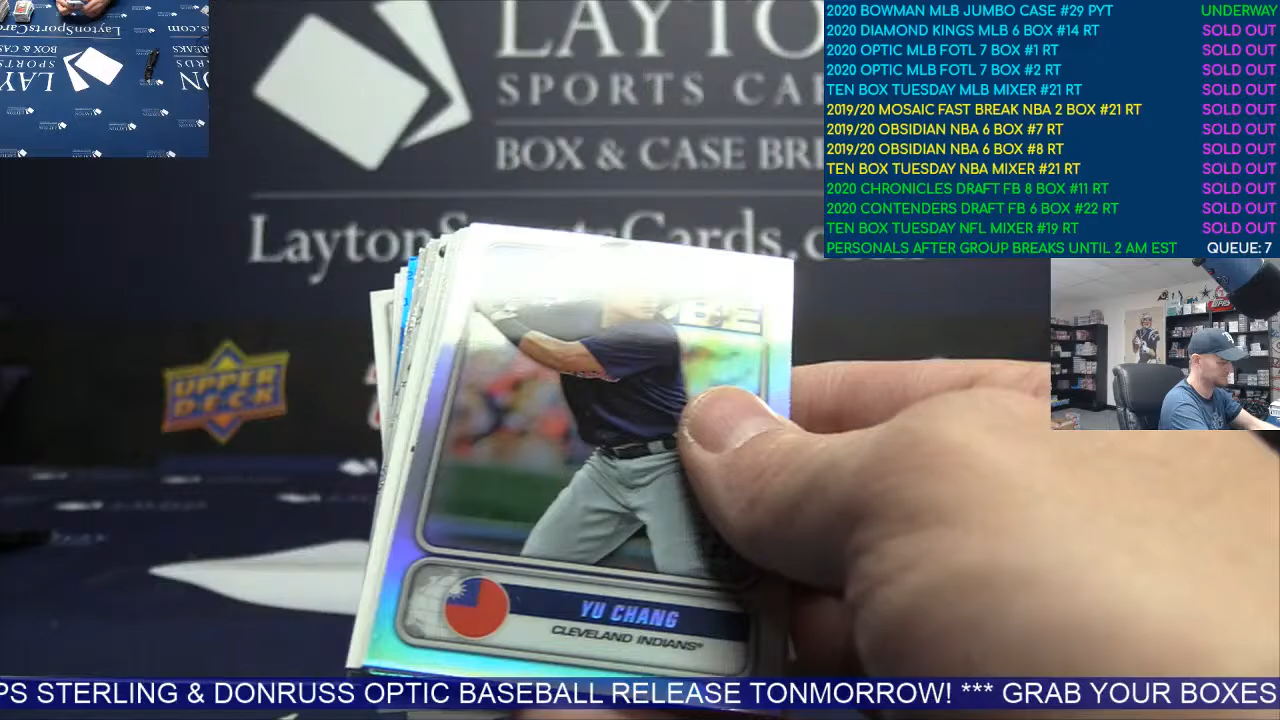 2020 BOWMAN MLB JUMBO CASE #29 PYT UNDERWAY
2020 DIAMOND KINGS MLB 6 BOX #14 RT SOLD OUT
2020 OPTIC MLB FOTL 7 BOX #1 RT SOLD OUT
2020 OPTIC MLB FOTL 7 BOX #2 RT SOLD OUT
TEN BOX TUESDAY MLB MIXER #21 RT SOLD OUT
2019/20 MOSAIC FAST BREAK NBA 2 BOX #21 RT SOLD OUT
2019/20 OBSIDIAN NBA 6 BOX #7 RT SOLD OUT
2019/20 OBSIDIAN NBA 6 BOX #8 RT SOLD OUT
TEN BOX TUESDAY NBA MIXER #21 RT SOLD OUT
2020 CHRONICLES DRAFT FB 8 BOX #11 RT SOLD OUT
2020 CONTENDERS DRAFT FB 6 BOX #22 RT SOLD OUT
TEN BOX TUESDAY NFL MIXER #19 RT SOLD OUT
PERSONALS AFTER GROUP BREAKS UNTIL 2 AM EST QUEUE: 7
LAYTO
SPORTS CA
BOX & CASE BRE
LaytonSportsCards.c
UPPER
DECK
YU CHANG
CLEVELAND INDIANS
PS STERLING & DONRUSS OPTIC BASEBALL RELEASE TONMORROW! *** GRAB YOUR BOXES